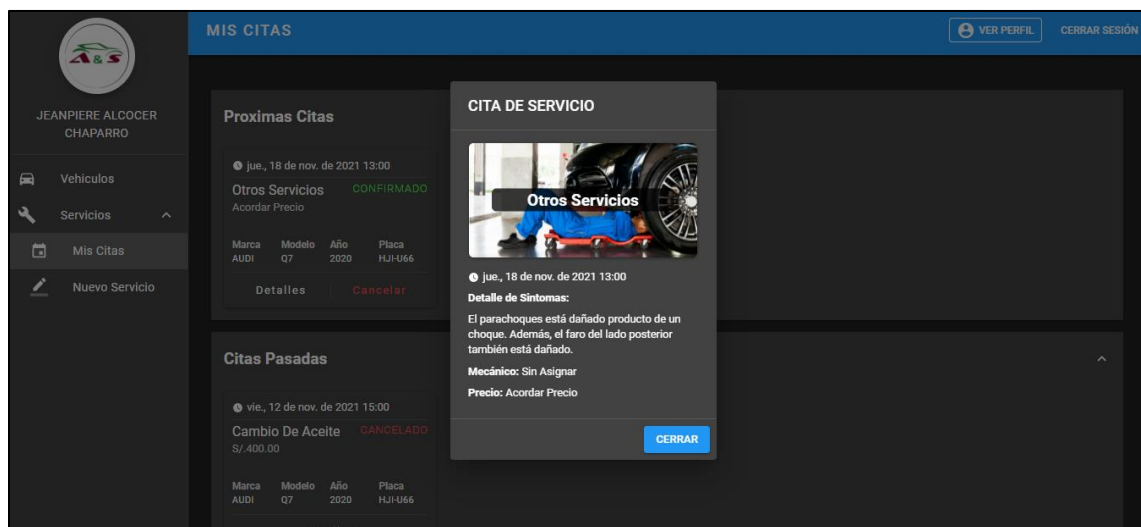 A & S
JEANPIERE ALCOCER
CHAPARRO
Vehiculos
Servicios
Mis Citas
Nuevo Servicio
MIS CITAS
VER PERFIL
CERRAR SESIÓN
Proximas Citas
jue., 18 de nov. de 2021 13:00
Otros Servicios CONFIRMADO
Acordar Precio
Marca Modelo Año Placa
AUDI Q7 2020 HJI-U66
Detalles Cancelar
Citas Pasadas
vie., 12 de nov. de 2021 15:00
Cambio De Aceite CANCELADO
S/.400.00
Marca Modelo Año Placa
AUDI Q7 2020 HJI-U66
CITA DE SERVICIO
Otros Servicios
jue., 18 de nov. de 2021 13:00
Detalle de Sintomas:
El parachoques está dañado producto de un
choque. Además, el faro del lado posterior
también está dañado.
Mecánico: Sin Asignar
Precio: Acordar Precio
CERRAR